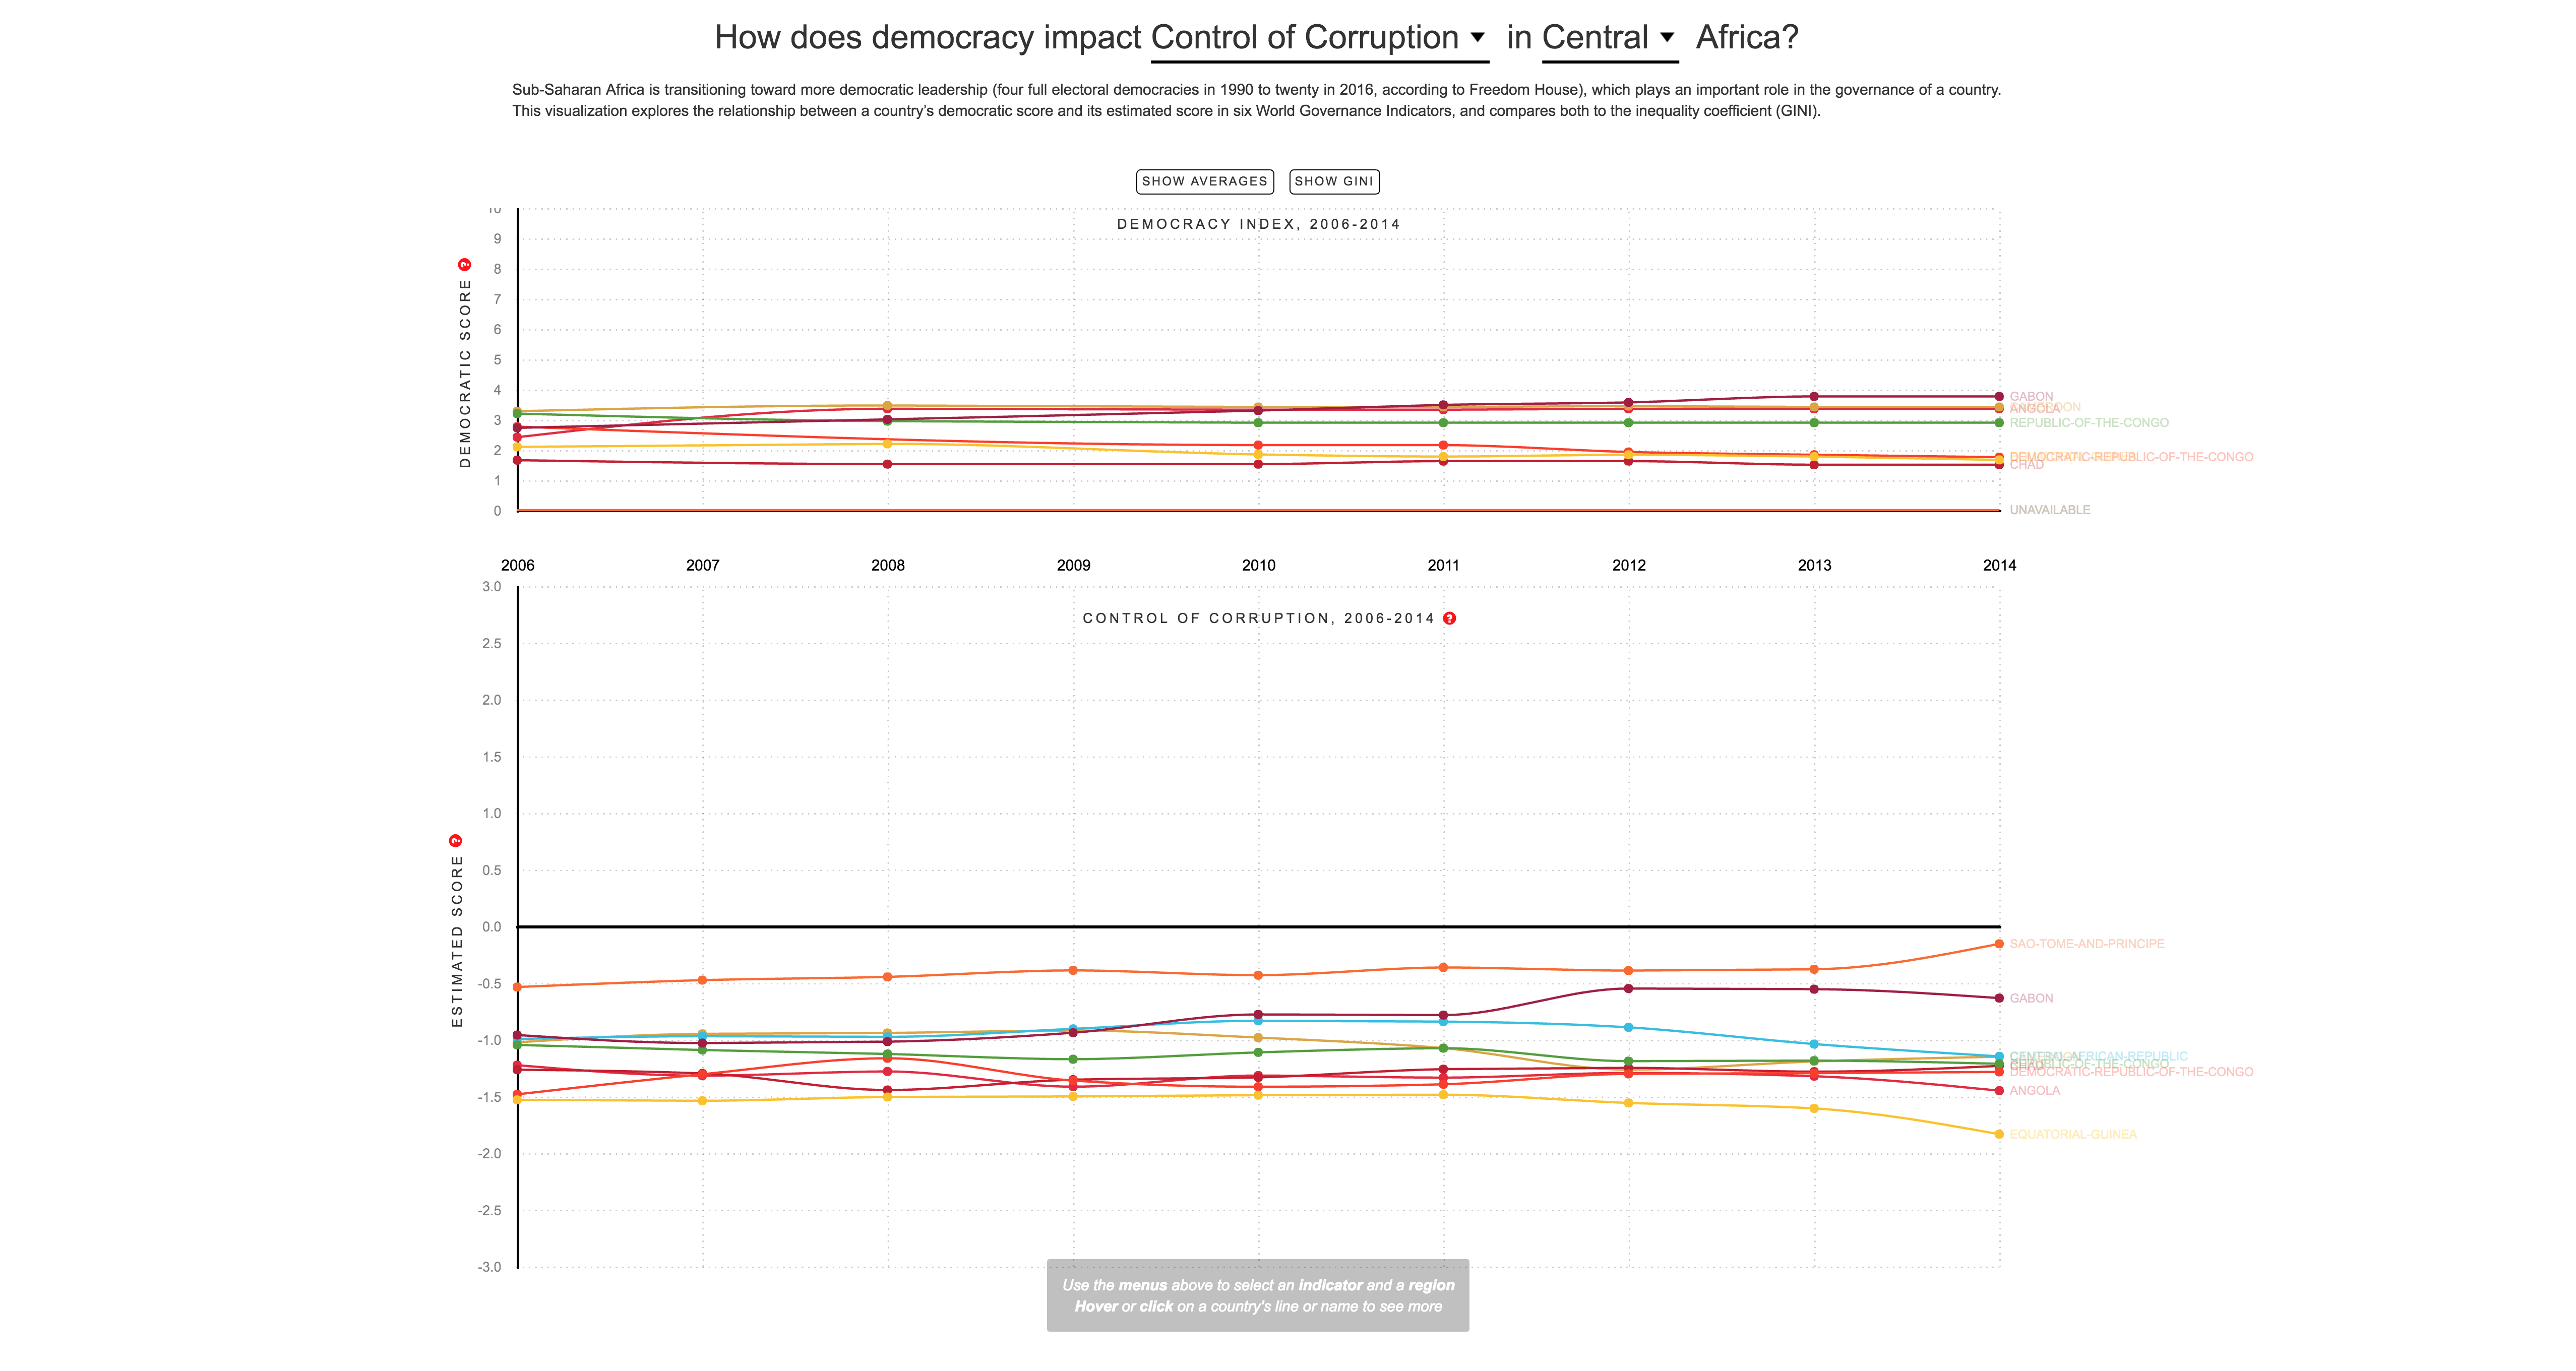 How does democracy impact Control of Corruption in Central Africa?
Sub-Saharan Africa is transitioning toward more democratic leadership (four full electoral democracies in 1990 to twenty in 2016, according to Freedom House), which plays an important role in the governance of a country.
This visualization explores the relationship between a country's democratic score and its estimated score in six World Governance Indicators, and compares both to the inequality coefficient (GINI).
SHOW AVERAGES SHOW GINI
DEMOCRACY INDEX, 2006-2014
DEMOCRATIC SCORE ?
10
9
8
7
6
5
4
3
2
1
0
GABON
ANGOLA
REPUBLIC-OF-THE-CONGO
DEMOCRATIC-REPUBLIC-OF-THE-CONGO
CHAD
UNAVAILABLE
2006 2007 2008 2009 2010 2011 2012 2013 2014
CONTROL OF CORRUPTION, 2006-2014 ?
ESTIMATED SCORE ?
3.0
2.5
2.0
1.5
1.0
0.5
0.0
-0.5
-1.0
-1.5
-2.0
-2.5
-3.0
SAO-TOME-AND-PRINCIPE
GABON
CENTRAL-AFRICAN-REPUBLIC
REPUBLIC-OF-THE-CONGO
DEMOCRATIC-REPUBLIC-OF-THE-CONGO
ANGOLA
EQUATORIAL-GUINEA
Use the menus above to select an indicator and a region
Hover or click on a country's line or name to see more